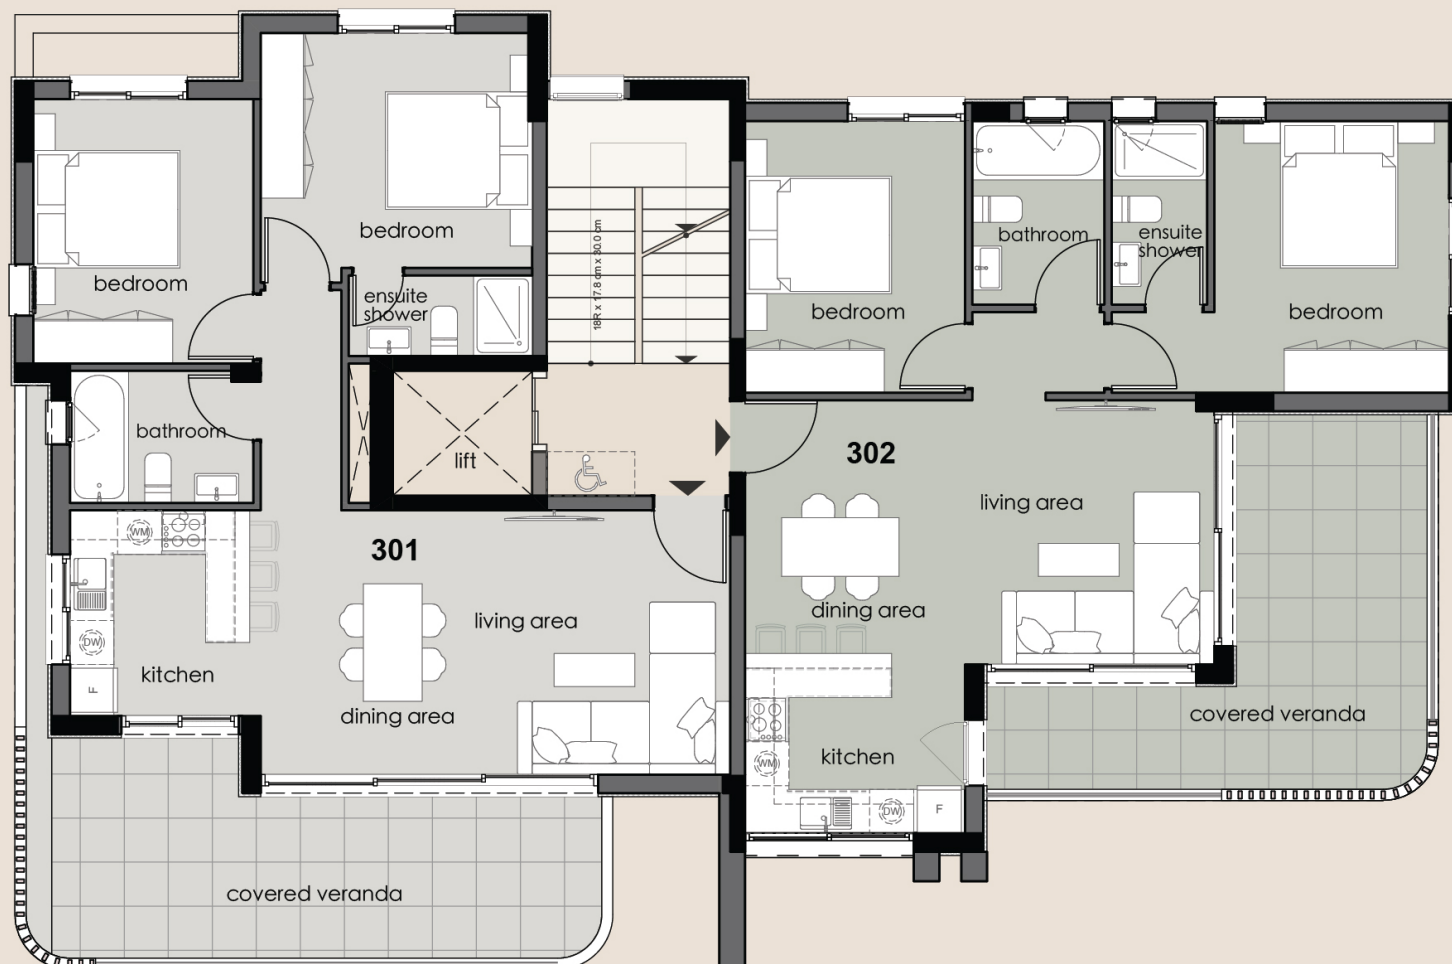 bedroom
bedroom
ensuite
shower
bathroom
lift
18R x 17.8 cm x 30.0 cm
301
WM
DW
F
kitchen
living area
dining area
covered veranda
bedroom
bathroom
ensuite
shower
bedroom
302
living area
dining area
kitchen
WM
DW
F
covered veranda